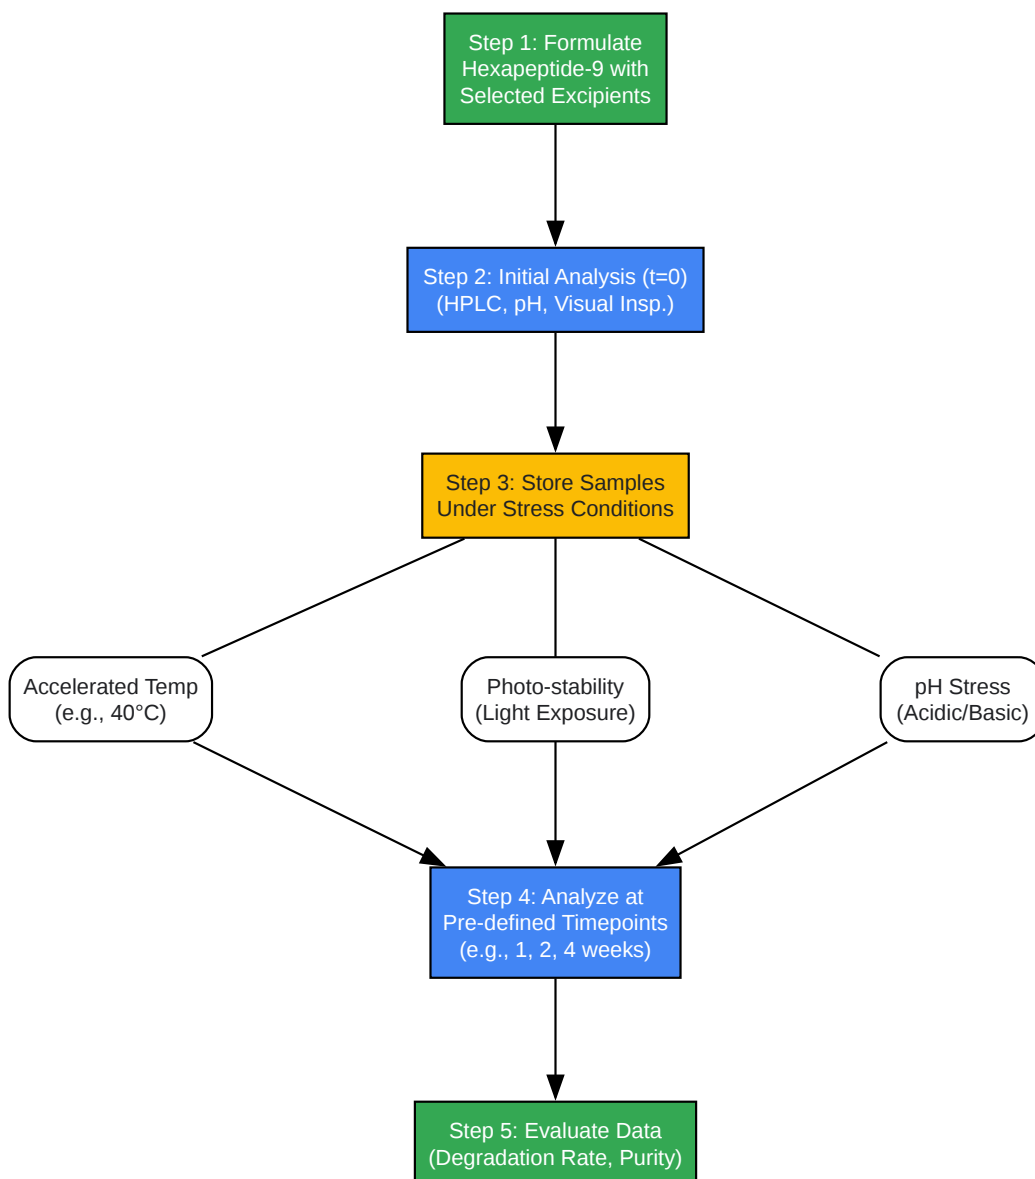 Step 1: Formulate
Hexapeptide-9 with
Selected Excipients
Step 2: Initial Analysis (t=0)
(HPLC, pH, Visual Insp.)
Step 3: Store Samples
Under Stress Conditions
Accelerated Temp
(e.g., 40°C)
Photo-stability
(Light Exposure)
pH Stress
(Acidic/Basic)
Step 4: Analyze at
Pre-defined Timepoints
(e.g., 1, 2, 4 weeks)
Step 5: Evaluate Data
(Degradation Rate, Purity)